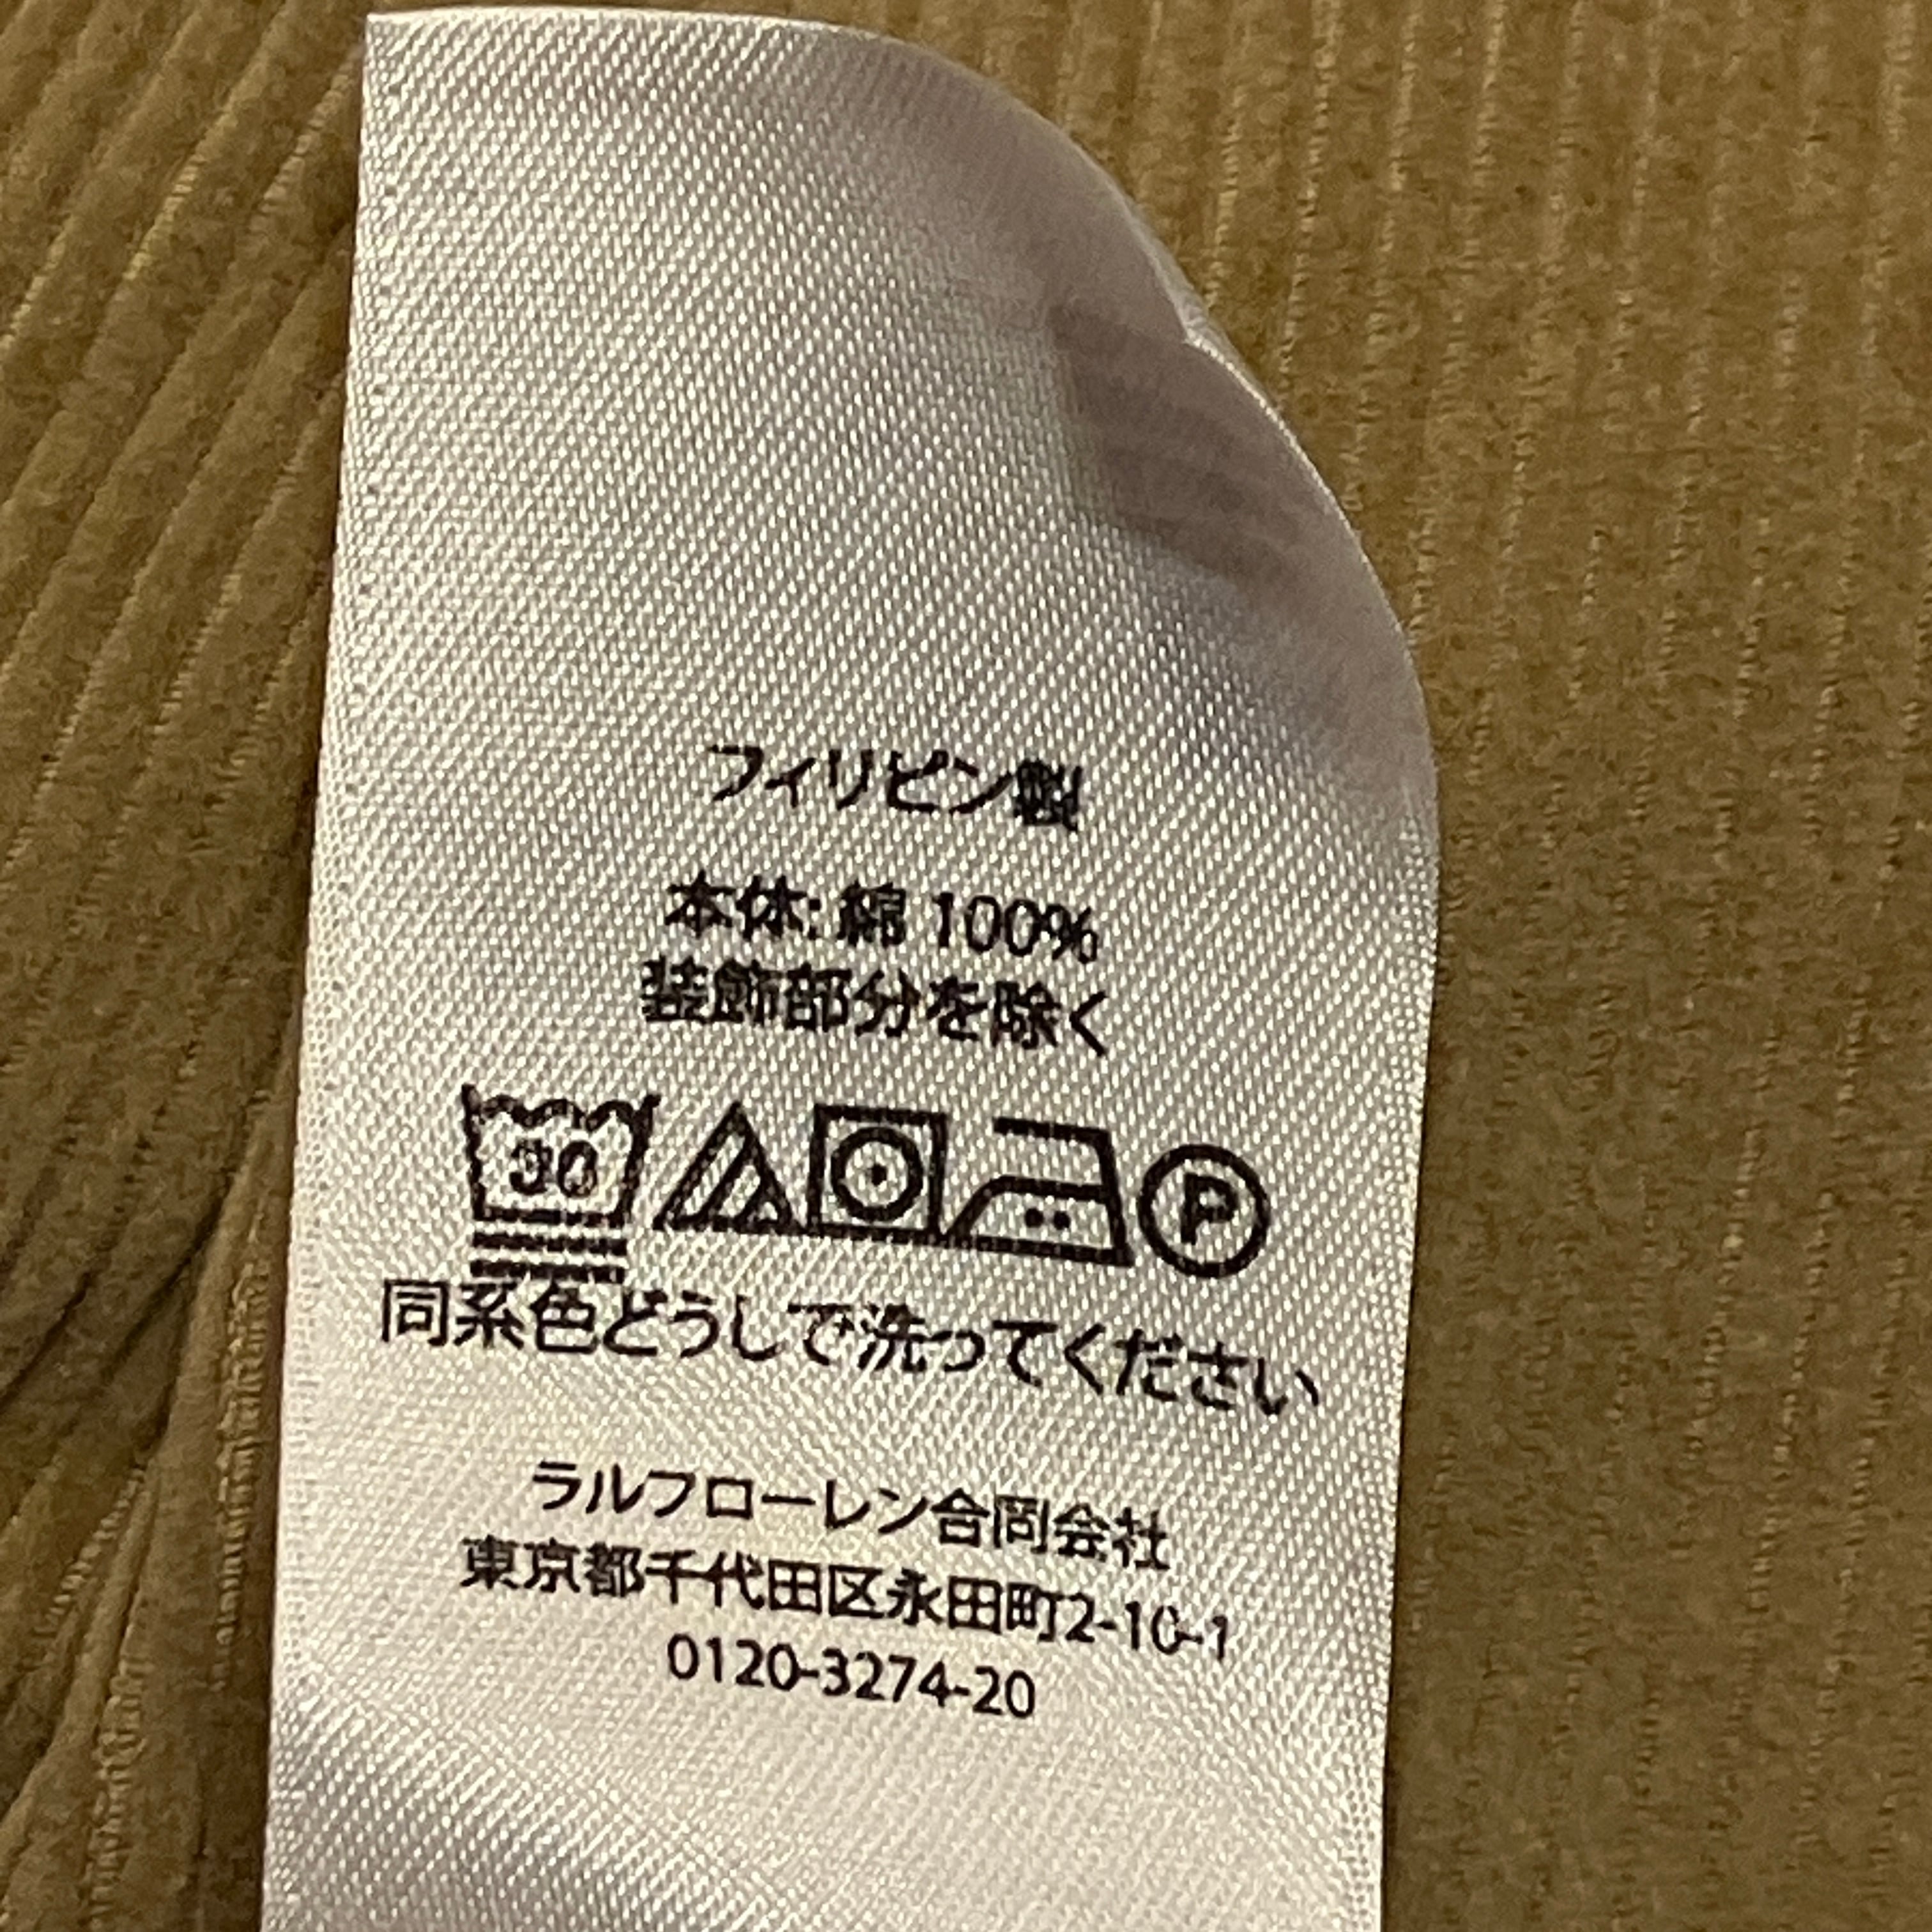 フィリピン製
本体: 綿 100%
装飾部分を除く
30 P
同系色どうしで洗ってください
ラルフローレン合同会社
東京都千代田区永田町2-10-1
0120-3274-20